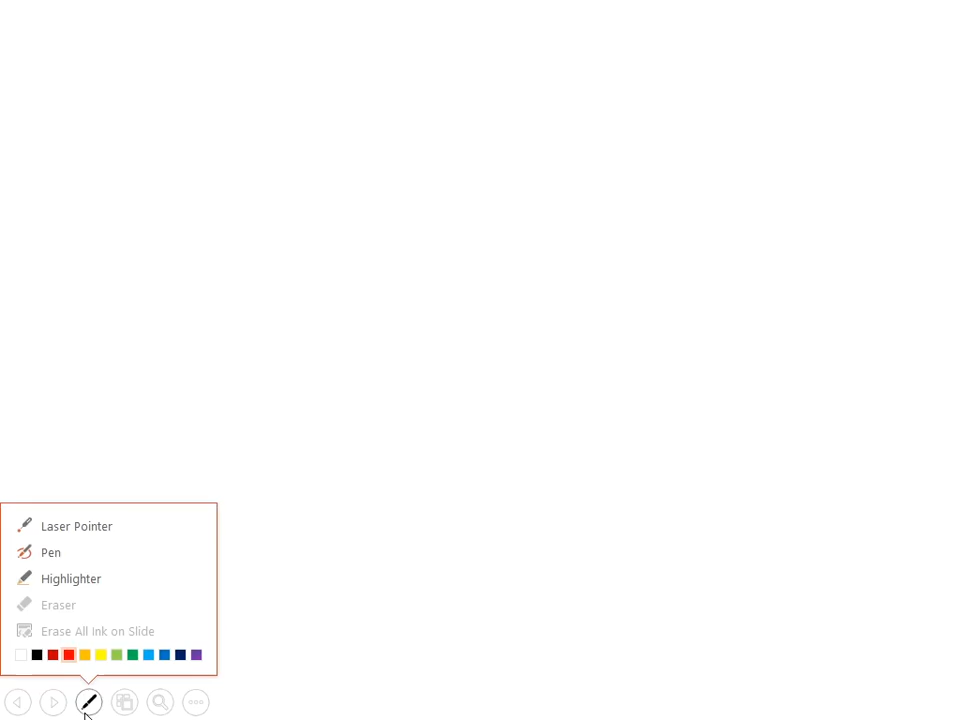 Laser Pointer
Pen
Highlighter
Eraser
Erase All Ink on Slide